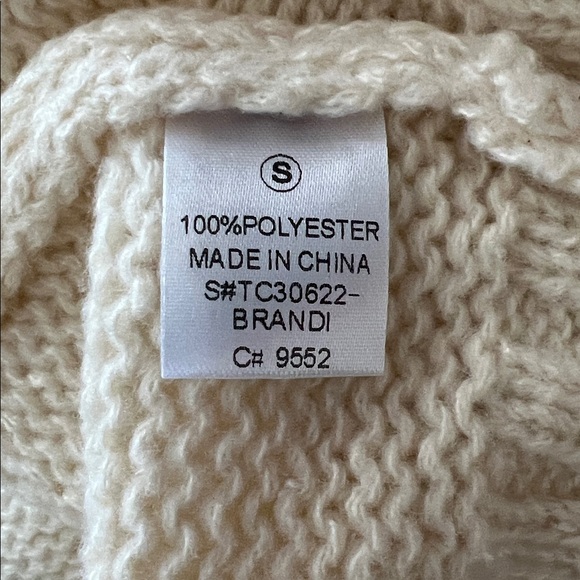 S
100%POLYESTER
MADE IN CHINA
S#TC30622-
BRANDI
C# 9552